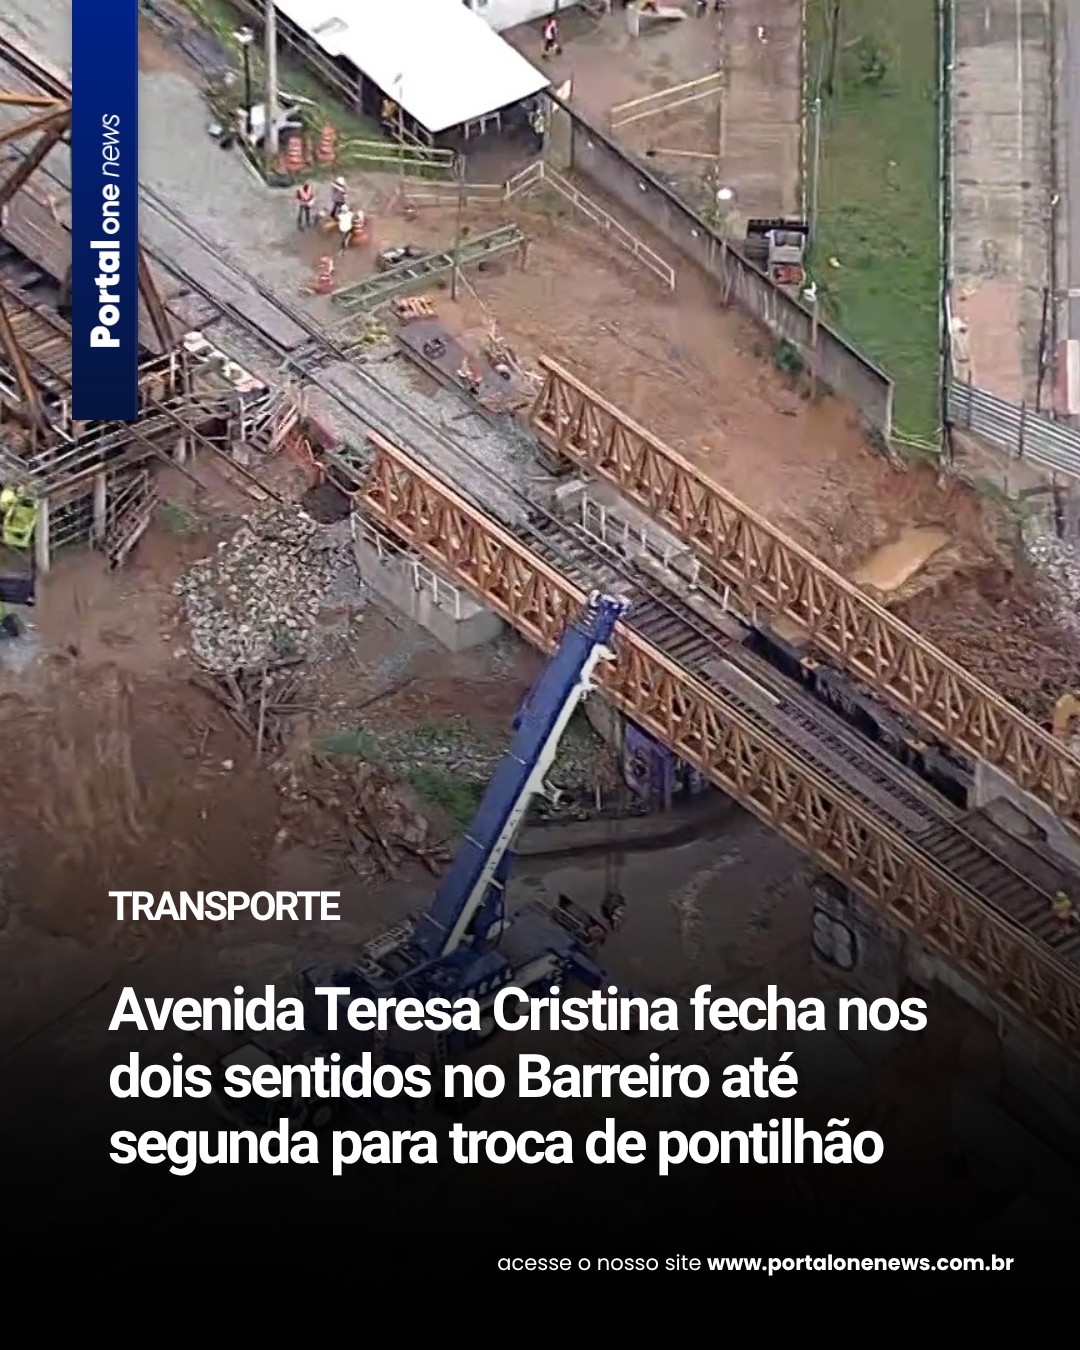 Portal one news
TRANSPORTE
Avenida Teresa Cristina fecha nos
dois sentidos no Barreiro até
segunda para troca de pontilhão
acesse o nosso site www.portalonenews.com.br